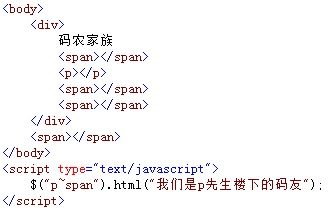 <body>
<div>
码农家族
<span></span>
<p></p>
<span></span>
<span></span>
</div>
<span></span>
</body>
<script type="text/javascript">
$("p~span").html("我们是p先生楼下的码友");
</script>